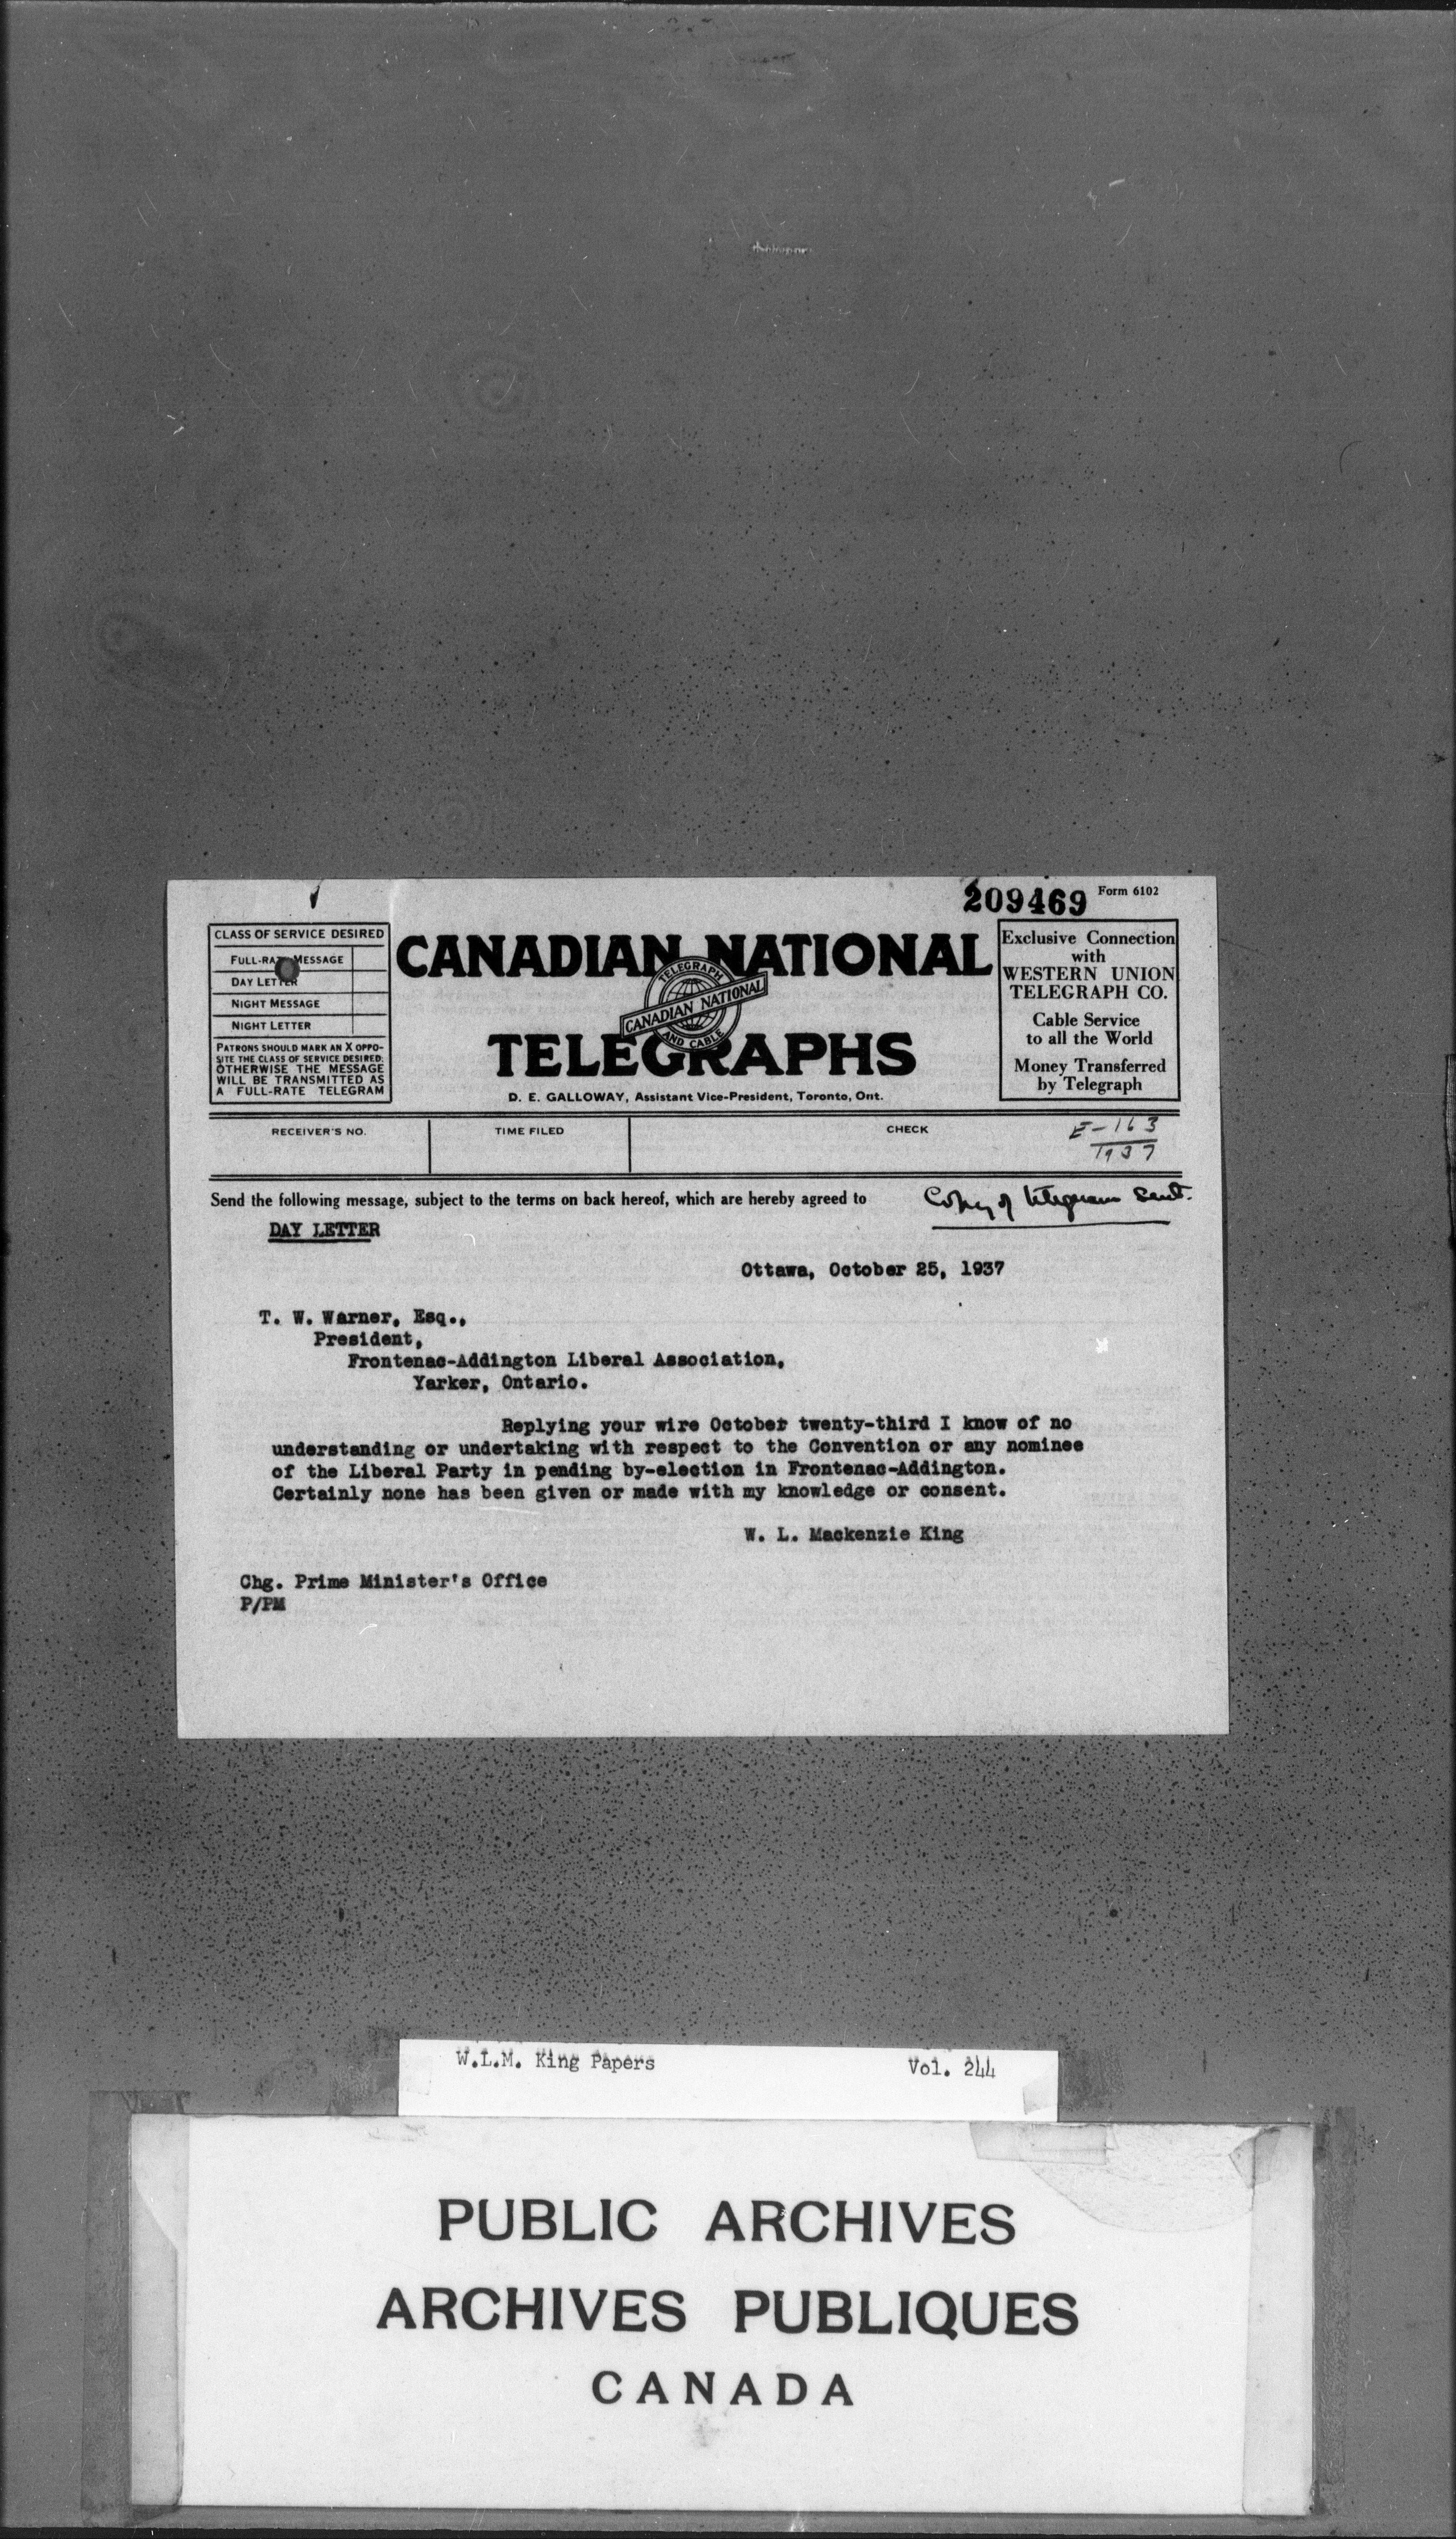 209469 Form 6102
CLASS OF SERVICE DESIRED
FULL-RATE MESSAGE
DAY LETTER
NIGHT MESSAGE
NIGHT LETTER
PATRONS SHOULD MARK AN X OPPO-
SITE THE CLASS OF SERVICE DESIRED:
OTHERWISE THE MESSAGE
WILL BE TRANSMITTED AS
A FULL-RATE TELEGRAM
CANADIAN NATIONAL
TELEGRAPH
CANADIAN NATIONAL
AND CABLE
TELEGRAPHS
D. E. GALLOWAY, Assistant Vice-President, Toronto, Ont.
Exclusive Connection
with
WESTERN UNION
TELEGRAPH CO.
Cable Service
to all the World
Money Transferred
by Telegraph
RECEIVER'S NO. TIME FILED CHECK
E-163
1937
Send the following message, subject to the terms on back hereof, which are hereby agreed to
Copy of telegram sent.
DAY LETTER
Ottawa, October 25, 1937
T. W. Warner, Esq.,
President,
Frontenac-Addington Liberal Association,
Yarker, Ontario.
Replying your wire October twenty-third I know of no
understanding or undertaking with respect to the Convention or any nominee
of the Liberal Party in pending by-election in Frontenac-Addington.
Certainly none has been given or made with my knowledge or consent.
W. L. Mackenzie King
Chg. Prime Minister's Office
P/PM
W.L.M. King Papers Vol. 244
PUBLIC ARCHIVES
ARCHIVES PUBLIQUES
CANADA